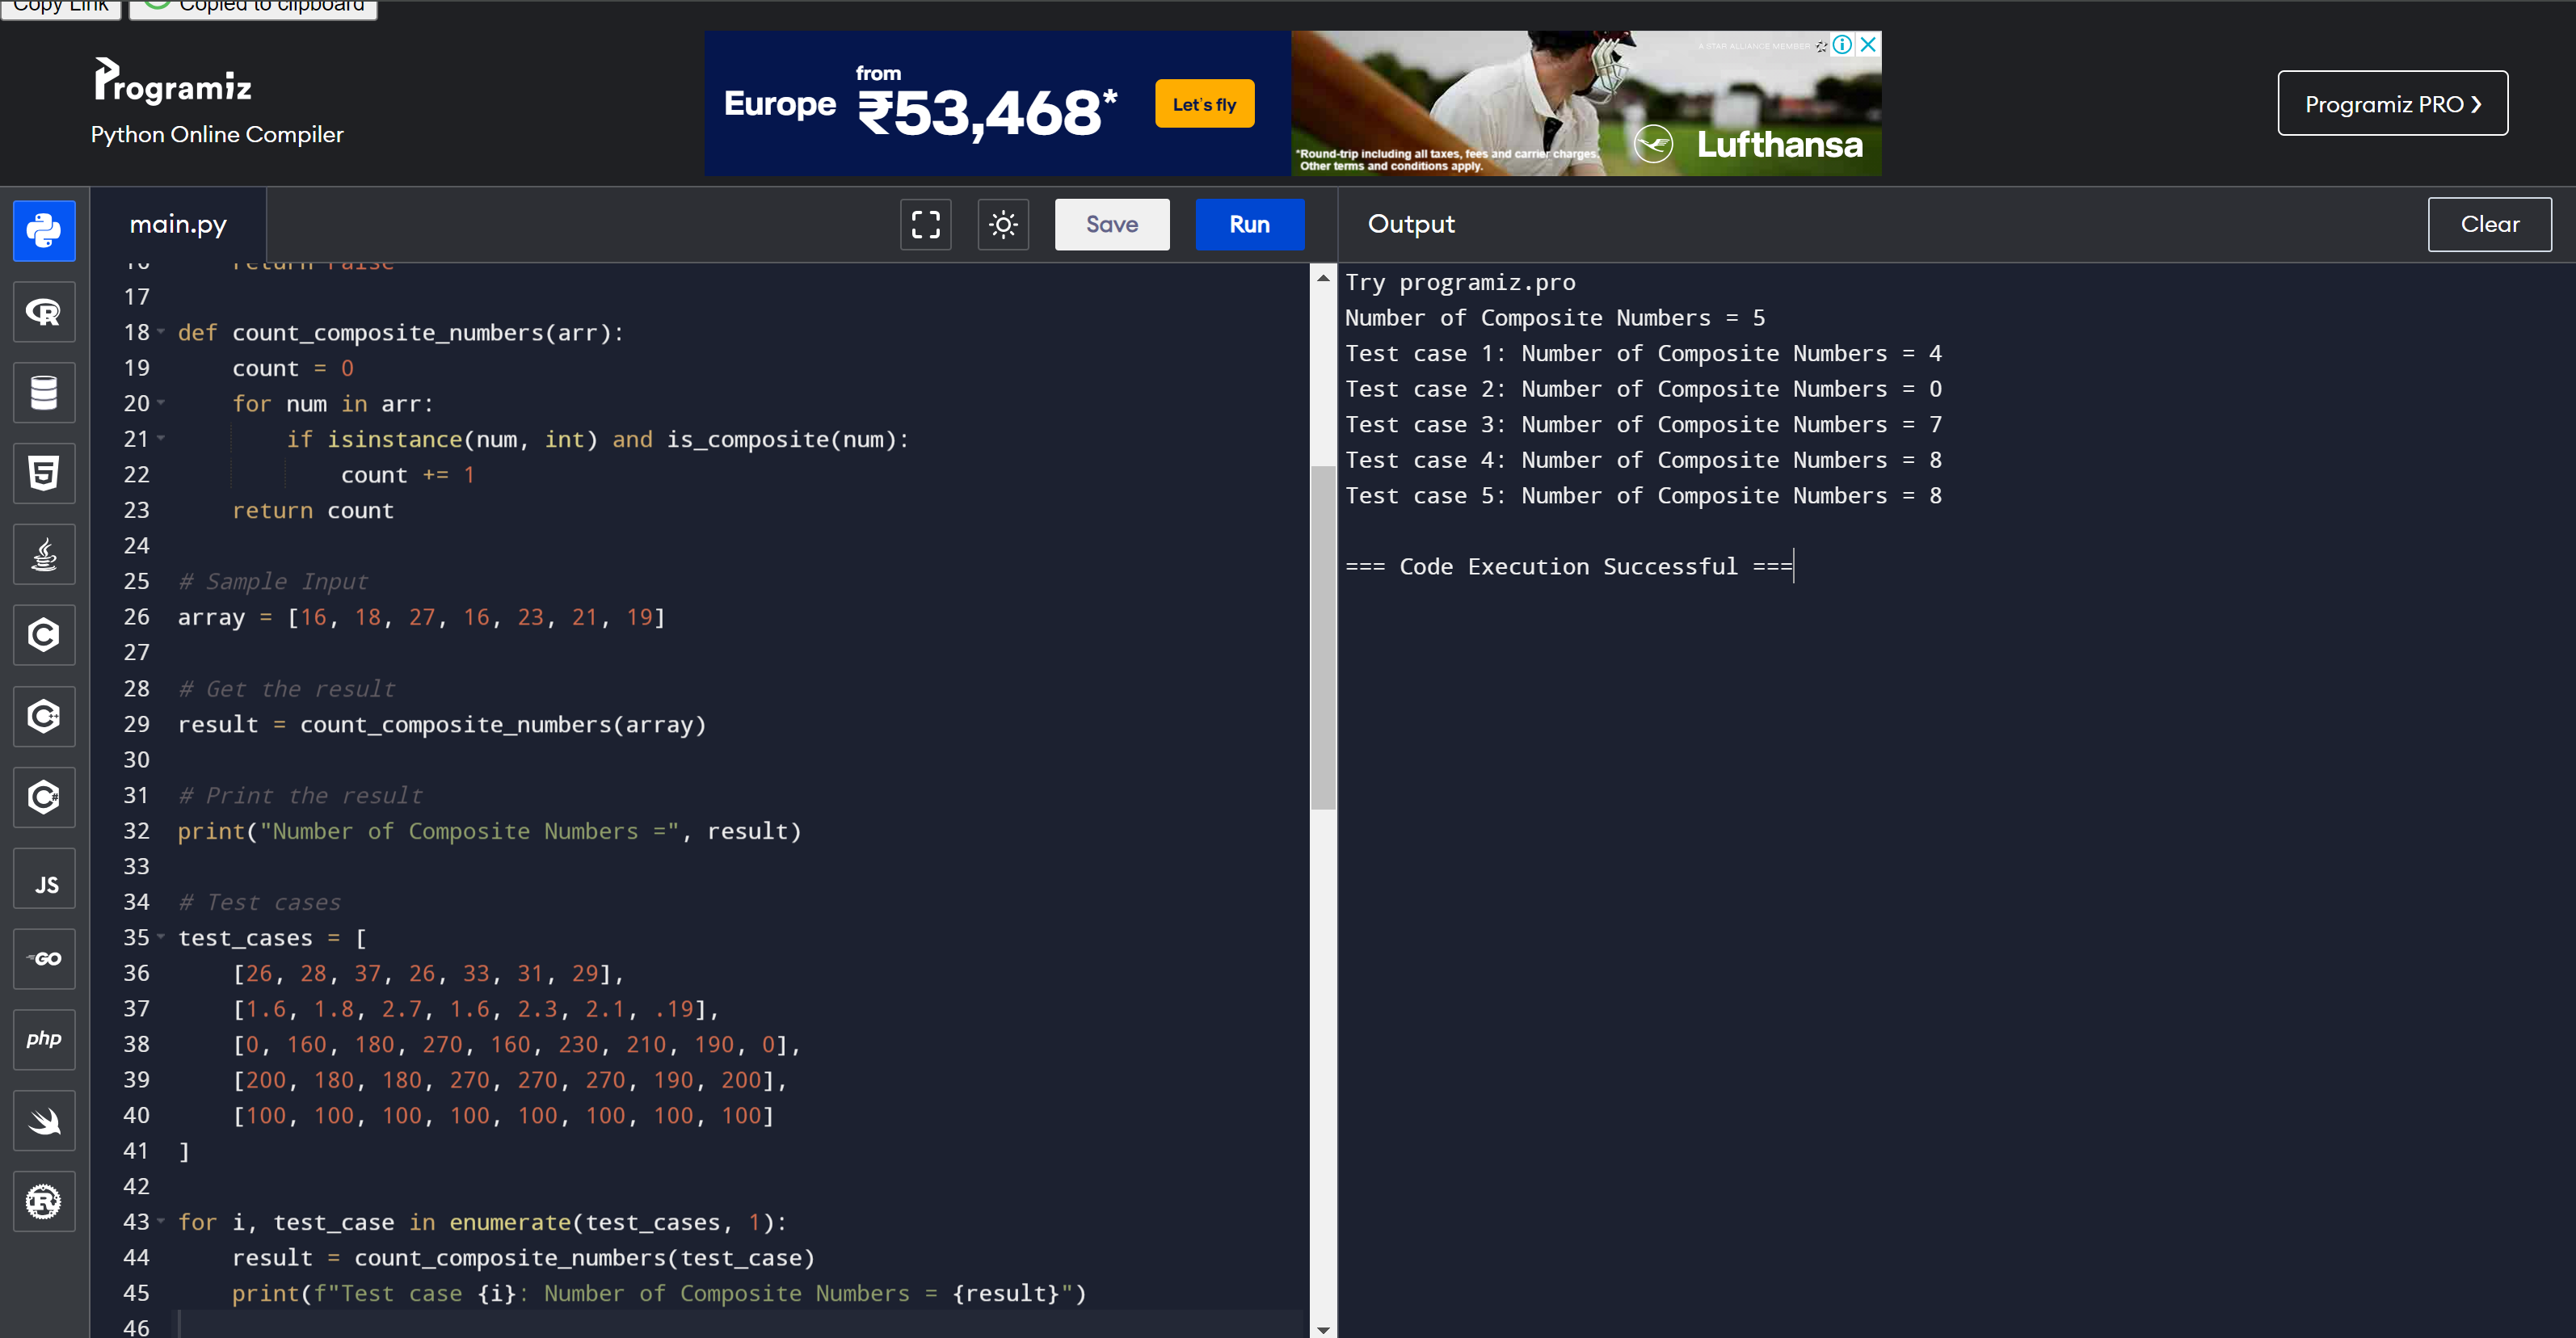 Copy Link Copied to clipboard
Programiz
Python Online Compiler
Europe from ₹53,468* Let's fly
A STAR ALLIANCE MEMBER
*Round-trip including all taxes, fees and carrier charges.
Other terms and conditions apply.
Lufthansa
Programiz PRO ❯
main.py
Save
Run
Output
Clear
16 return False
17
18 def count_composite_numbers(arr):
19 count = 0
20 for num in arr:
21 if isinstance(num, int) and is_composite(num):
22 count += 1
23 return count
24
25 # Sample Input
26 array = [16, 18, 27, 16, 23, 21, 19]
27
28 # Get the result
29 result = count_composite_numbers(array)
30
31 # Print the result
32 print("Number of Composite Numbers =", result)
33
34 # Test cases
35 test_cases = [
36 [26, 28, 37, 26, 33, 31, 29],
37 [1.6, 1.8, 2.7, 1.6, 2.3, 2.1, .19],
38 [0, 160, 180, 270, 160, 230, 210, 190, 0],
39 [200, 180, 180, 270, 270, 270, 190, 200],
40 [100, 100, 100, 100, 100, 100, 100, 100]
41 ]
42
43 for i, test_case in enumerate(test_cases, 1):
44 result = count_composite_numbers(test_case)
45 print(f"Test case {i}: Number of Composite Numbers = {result}")
46
Try programiz.pro
Number of Composite Numbers = 5
Test case 1: Number of Composite Numbers = 4
Test case 2: Number of Composite Numbers = 0
Test case 3: Number of Composite Numbers = 7
Test case 4: Number of Composite Numbers = 8
Test case 5: Number of Composite Numbers = 8
=== Code Execution Successful ===
R
5
C
C++
C#
JS
GO
php
R